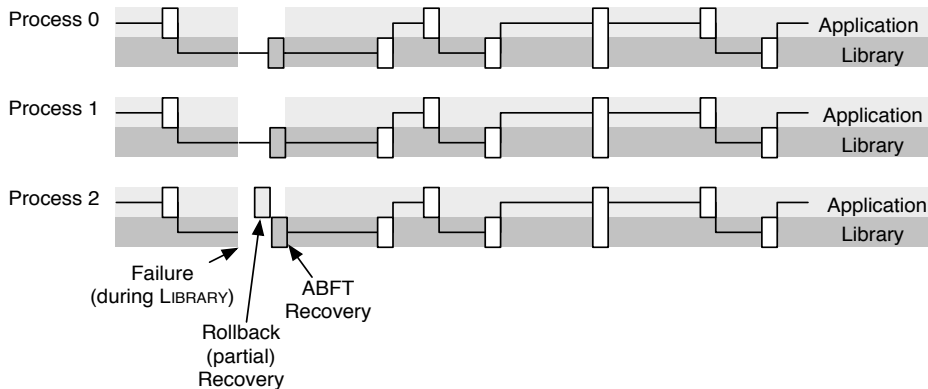 Process 0
Application
Library
Process 1
Application
Library
Process 2
Application
Library
Failure
(during LIBRARY)
ABFT
Recovery
Rollback
(partial)
Recovery